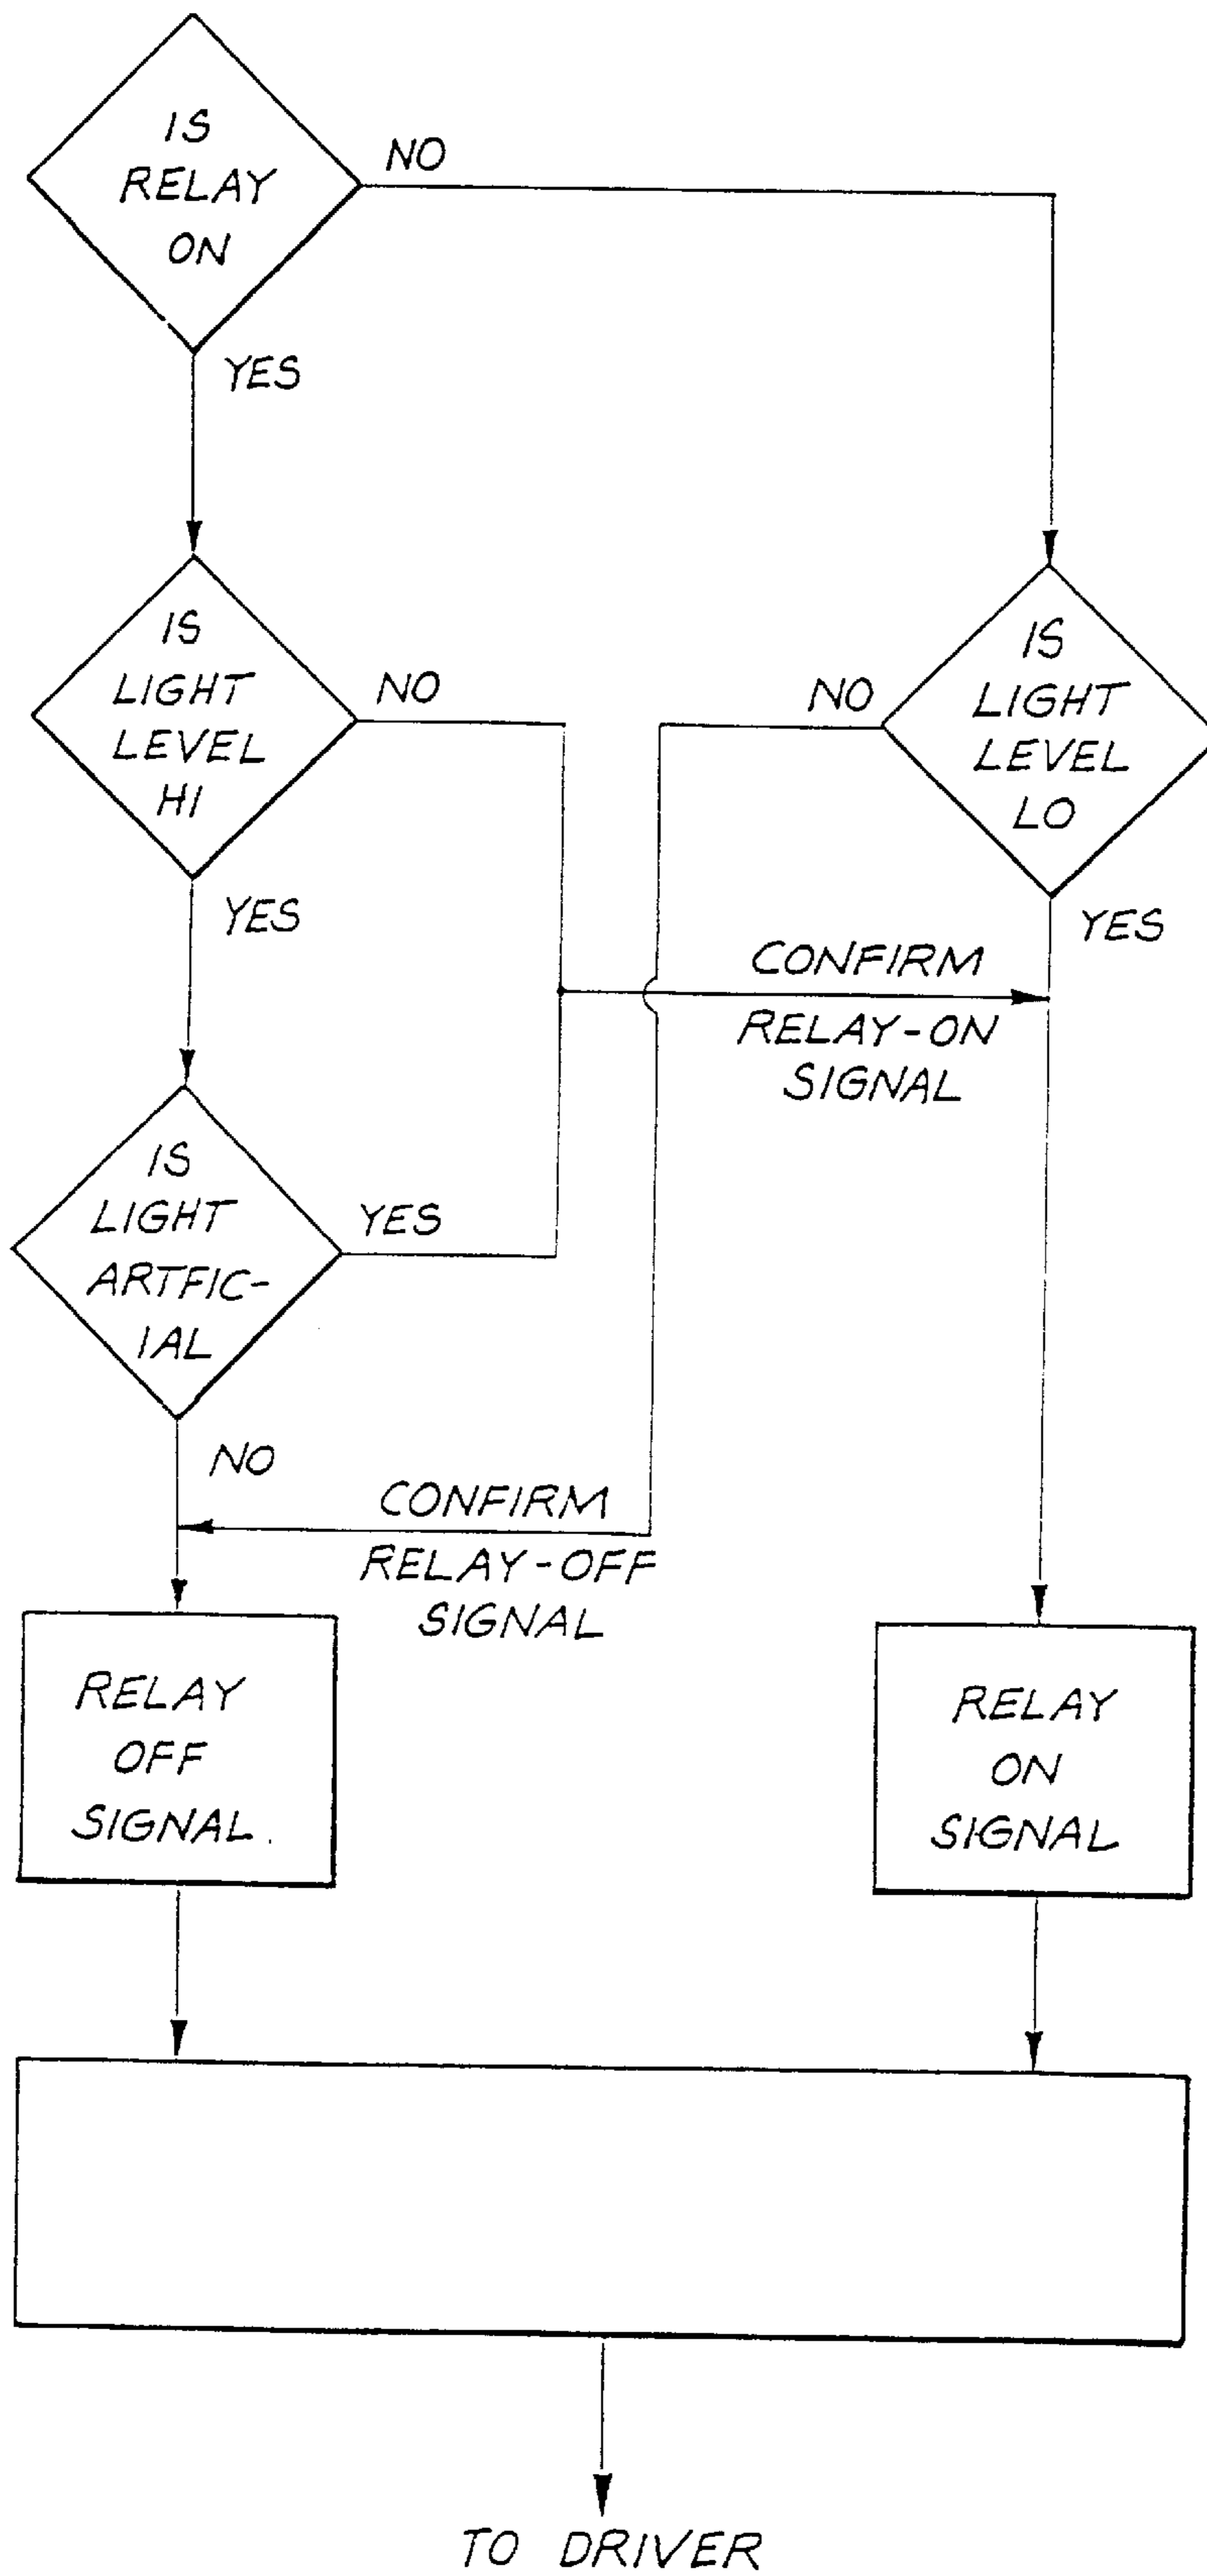 IS
RELAY
ON
NO
YES
IS
LIGHT
LEVEL
HI
NO
YES
NO
IS
LIGHT
LEVEL
LO
YES
CONFIRM
RELAY-ON
SIGNAL
IS
LIGHT
ARTFIC-
IAL
YES
NO
CONFIRM
RELAY-OFF
SIGNAL
RELAY
OFF
SIGNAL
RELAY
ON
SIGNAL
TO DRIVER